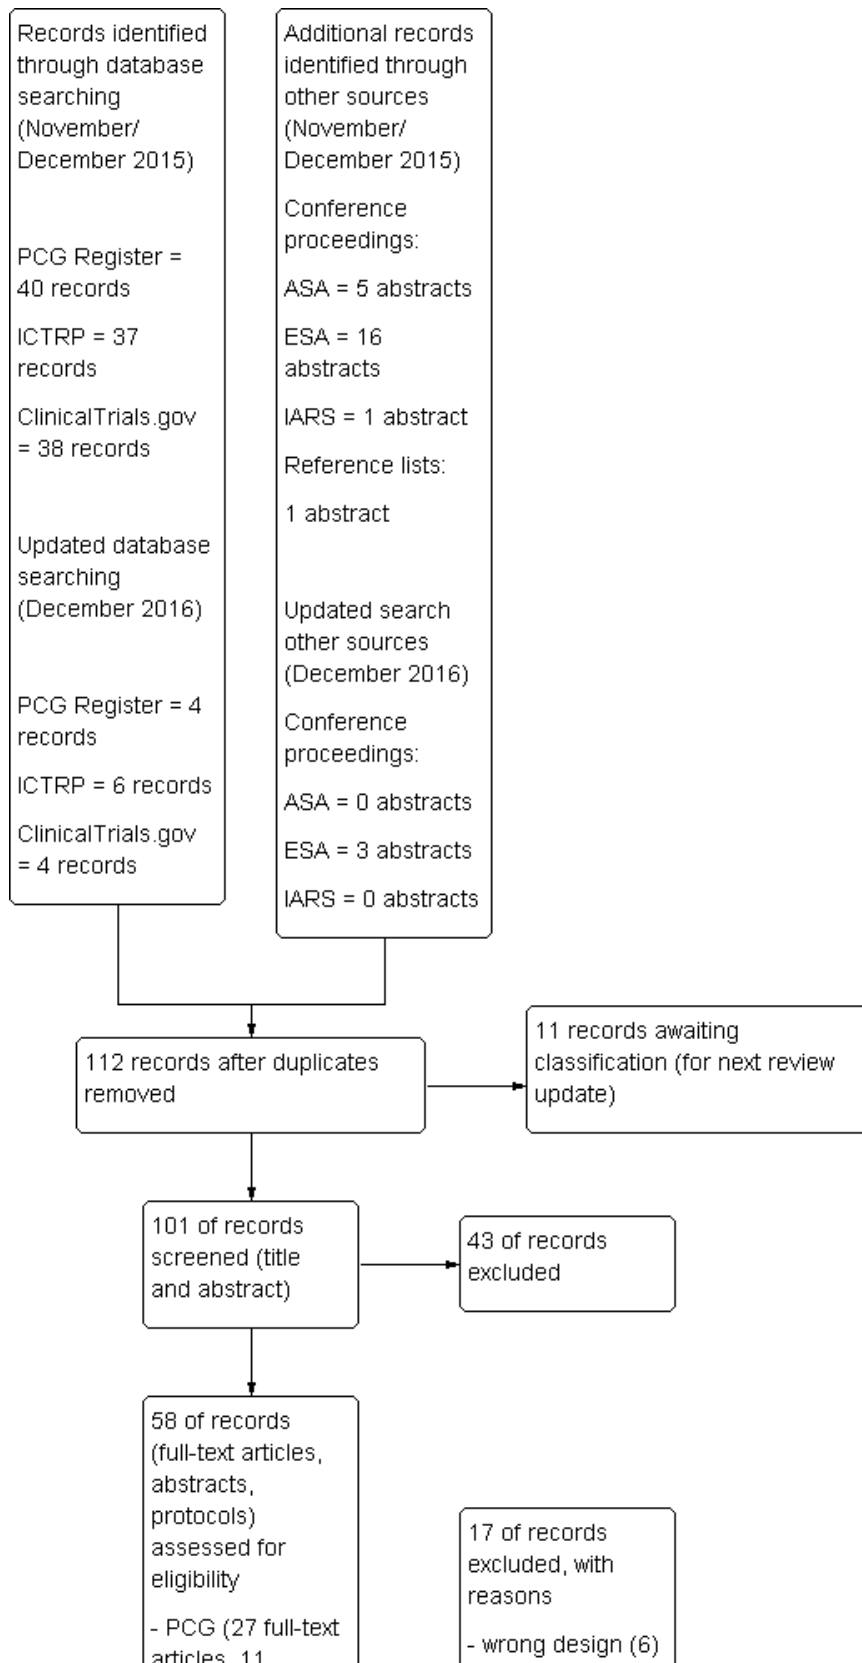 Records identified
through database
searching
(November/
December 2015)
PCG Register =
40 records
ICTRP = 37
records
ClinicalTrials.gov
= 38 records
Updated database
searching
(December 2016)
PCG Register = 4
records
ICTRP = 6 records
ClinicalTrials.gov
= 4 records
Additional records
identified through
other sources
(November/
December 2015)
Conference
proceedings:
ASA = 5 abstracts
ESA = 16
abstracts
IARS = 1 abstract
Reference lists:
1 abstract
Updated search
other sources
(December 2016)
Conference
proceedings:
ASA = 0 abstracts
ESA = 3 abstracts
IARS = 0 abstracts
112 records after duplicates
removed
11 records awaiting
classification (for next review
update)
101 of records
screened (title
and abstract)
43 of records
excluded
58 of records
(full-text articles,
abstracts,
protocols)
assessed for
eligibility
- PCG (27 full-text
articles, 11
17 of records
excluded, with
reasons
- wrong design (6)